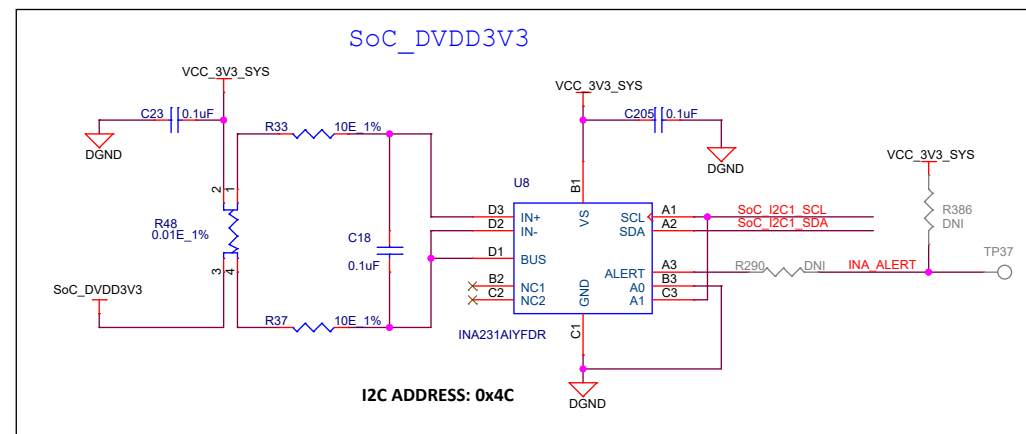 SoC_DVDD3V3
VCC_3V3_SYS
C23 0.1uF
DGND
R33 10E_1%
2 1
R48
0.01E_1%
3 4
SoC_DVDD3V3
R37 10E_1%
C18
0.1uF
VCC_3V3_SYS
C205 0.1uF
DGND
U8
B1
VS
D3 IN+
D2 IN-
D1 BUS
B2 NC1
C2 NC2
SCL A1 SoC_I2C1_SCL
SDA A2 SoC_I2C1_SDA
ALERT A3
A0 B3
A1 C3
GND
C1
INA231AIYFDR
DGND
VCC_3V3_SYS
R386
DNI
R290 DNI INA_ALERT
TP37
I2C ADDRESS: 0x4C